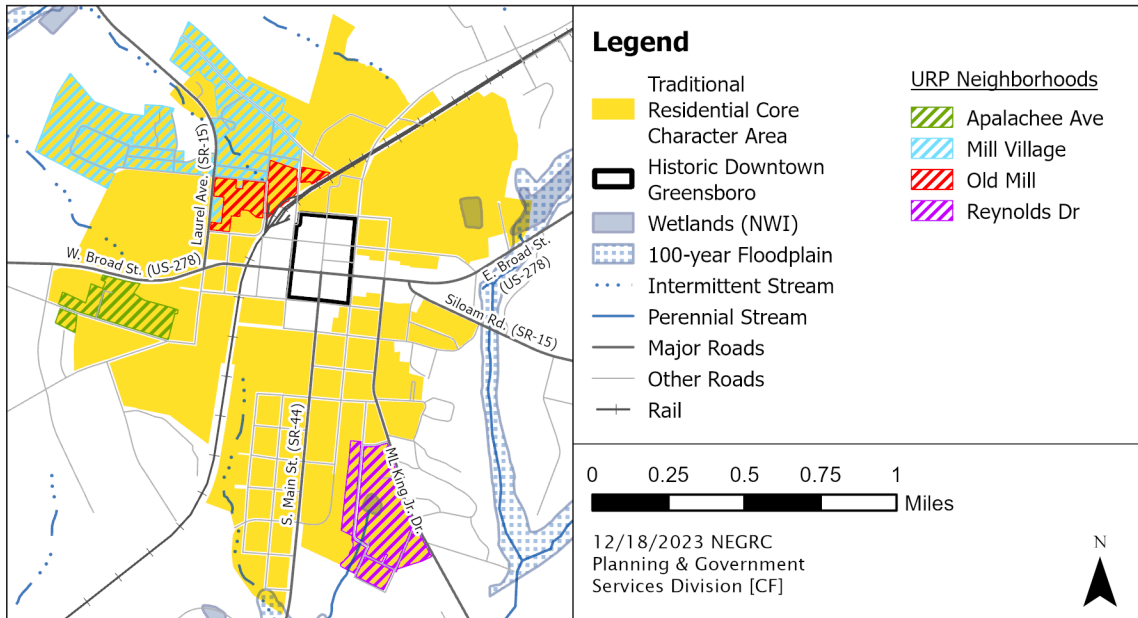 Laurel Ave. (SR-15)
W. Broad St. (US-278)
E. Broad St.
(US-278)
Siloam Rd. (SR-15)
S. Main St. (SR-44)
ML King Jr. Dr.
Legend
Traditional
Residential Core
Character Area
Historic Downtown
Greensboro
Wetlands (NWI)
100-year Floodplain
Intermittent Stream
Perennial Stream
Major Roads
Other Roads
Rail
URP Neighborhoods
Apalachee Ave
Mill Village
Old Mill
Reynolds Dr
0 0.25 0.5 0.75 1
Miles
12/18/2023 NEGRC
Planning & Government
Services Division [CF]
N